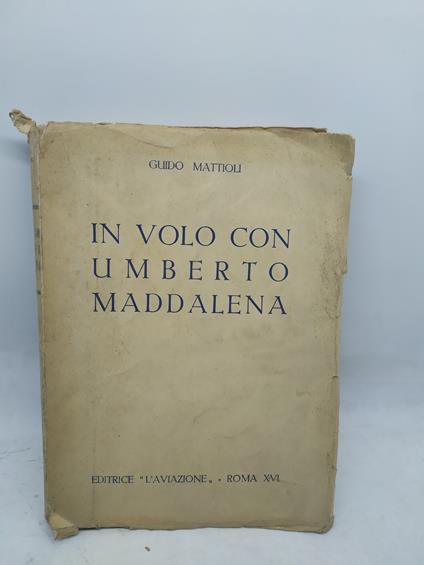 GUIDO MATTIOLI
IN VOLO CON
UMBERTO
MADDALENA
EDITRICE "L'AVIAZIONE„ - ROMA XVI